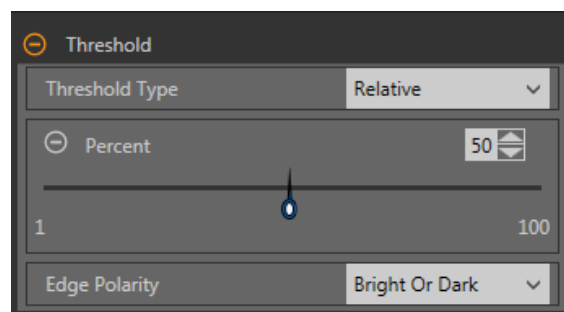 Threshold
Threshold Type Relative
Percent 50
1 100
Edge Polarity Bright Or Dark